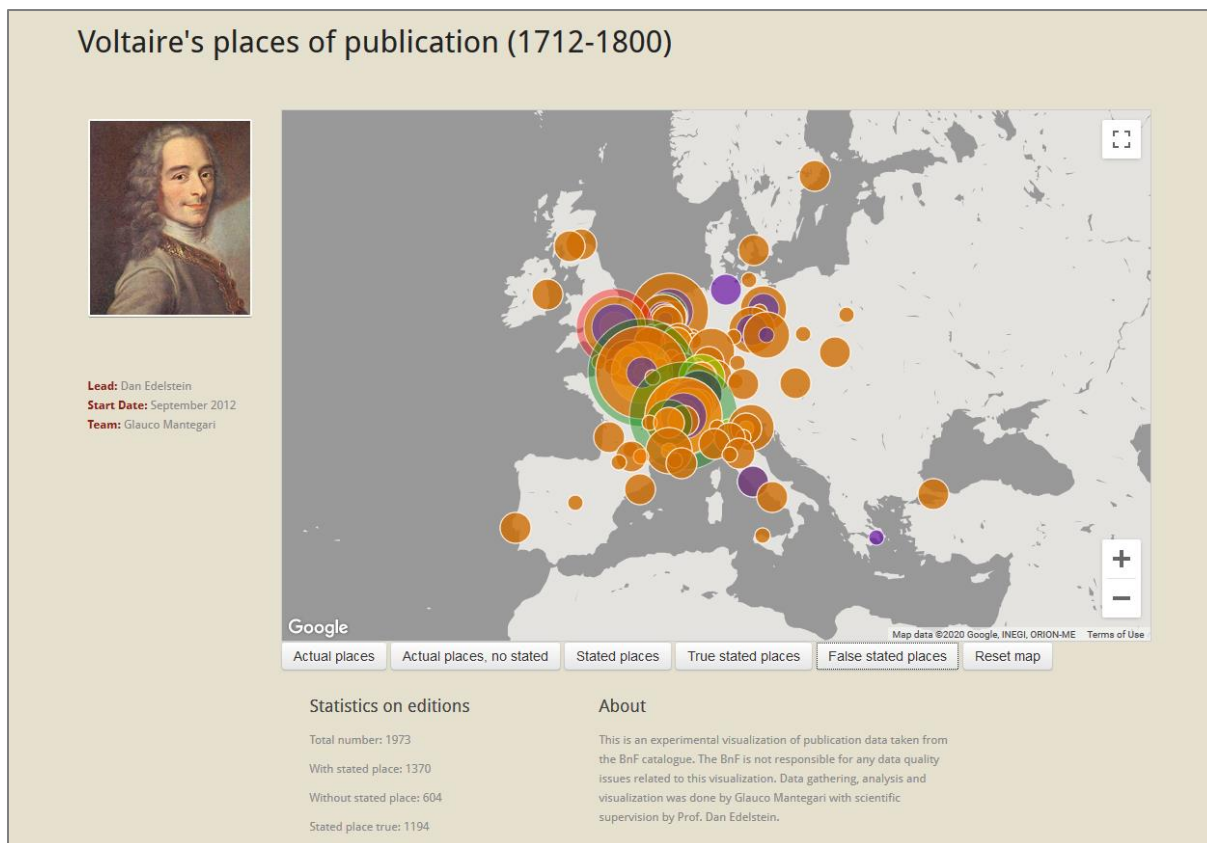 Voltaire's places of publication (1712-1800)
Lead: Dan Edelstein
Start Date: September 2012
Team: Glauco Mantegari
Google
Map data ©2020 Google, INEGI, ORION-ME Terms of Use
Actual places
Actual places, no stated
Stated places
True stated places
False stated places
Reset map
Statistics on editions
Total number: 1973
With stated place: 1370
Without stated place: 604
Stated place true: 1194
About
This is an experimental visualization of publication data taken from
the BnF catalogue. The BnF is not responsible for any data quality
issues related to this visualization. Data gathering, analysis and
visualization was done by Glauco Mantegari with scientific
supervision by Prof. Dan Edelstein.